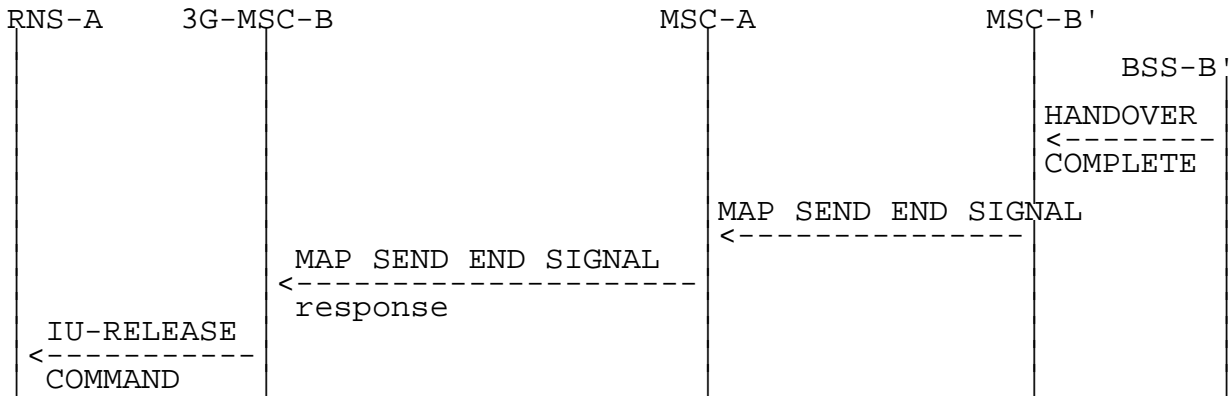 RNS-A 3G-MSC-B MSC-A MSC-B'
BSS-B'
HANDOVER
COMPLETE
MAP SEND END SIGNAL
MAP SEND END SIGNAL
response
IU-RELEASE
COMMAND